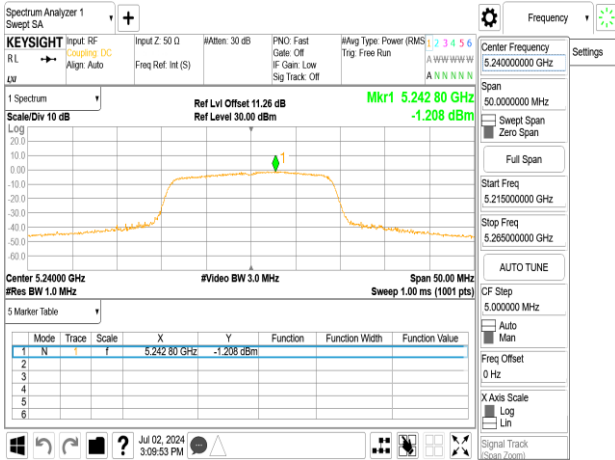 Spectrum Analyzer 1
Swept SA
+
Frequency
KEYSIGHT
RL
LXI
Input: RF
Coupling: DC
Align: Auto
Input Z: 50 Ω
Freq Ref: Int (S)
#Atten: 30 dB
PNO: Fast
Gate: Off
IF Gain: Low
Sig Track: Off
#Avg Type: Power (RMS
Trig: Free Run
1 2 3 4 5 6
A W W W W W
A N N N N N
Center Frequency
5.240000000 GHz
Settings
Span
50.0000000 MHz
Swept Span
Zero Span
Full Span
Start Freq
5.215000000 GHz
Stop Freq
5.265000000 GHz
AUTO TUNE
CF Step
5.000000 MHz
Auto
Man
Freq Offset
0 Hz
X Axis Scale
Log
Lin
Signal Track
(Span Zoom)
1 Spectrum
Scale/Div 10 dB
Ref Lvl Offset 11.26 dB
Ref Level 30.00 dBm
Mkr1 5.242 80 GHz
-1.208 dBm
Log
20.0
10.0
0.00
-10.0
-20.0
-30.0
-40.0
-50.0
-60.0
1
Center 5.24000 GHz
#Video BW 3.0 MHz
Span 50.00 MHz
#Res BW 1.0 MHz
Sweep 1.00 ms (1001 pts)
5 Marker Table
Mode Trace Scale X Y Function Function Width Function Value
1 N 1 f 5.242 80 GHz -1.208 dBm
2
3
4
5
6
?
Jul 02, 2024
3:09:53 PM